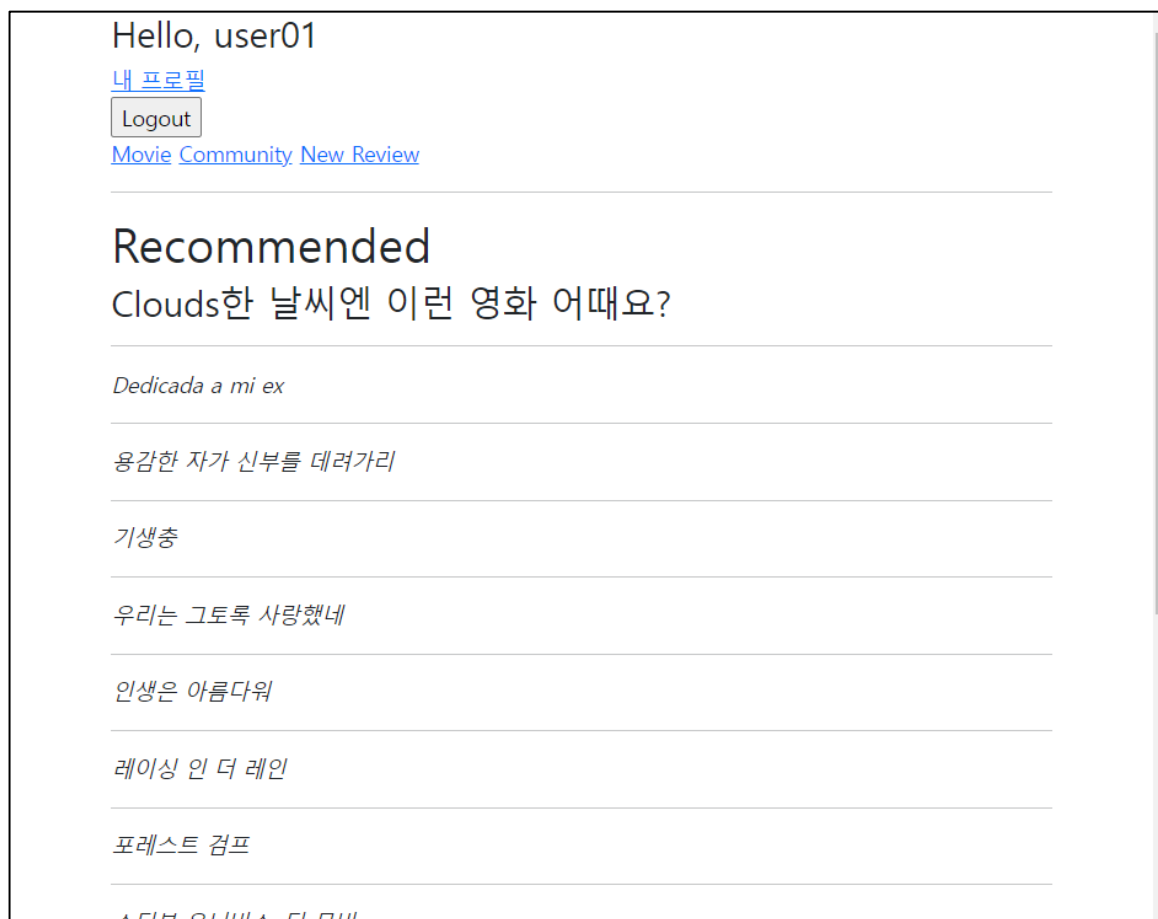 Hello, user01
내 프로필
Logout
Movie Community New Review
Recommended
Clouds한 날씨엔 이런 영화 어때요?
Dedicada a mi ex
용감한 자가 신부를 데려가리
기생충
우리는 그토록 사랑했네
인생은 아름다워
레이싱 인 더 레인
포레스트 검프